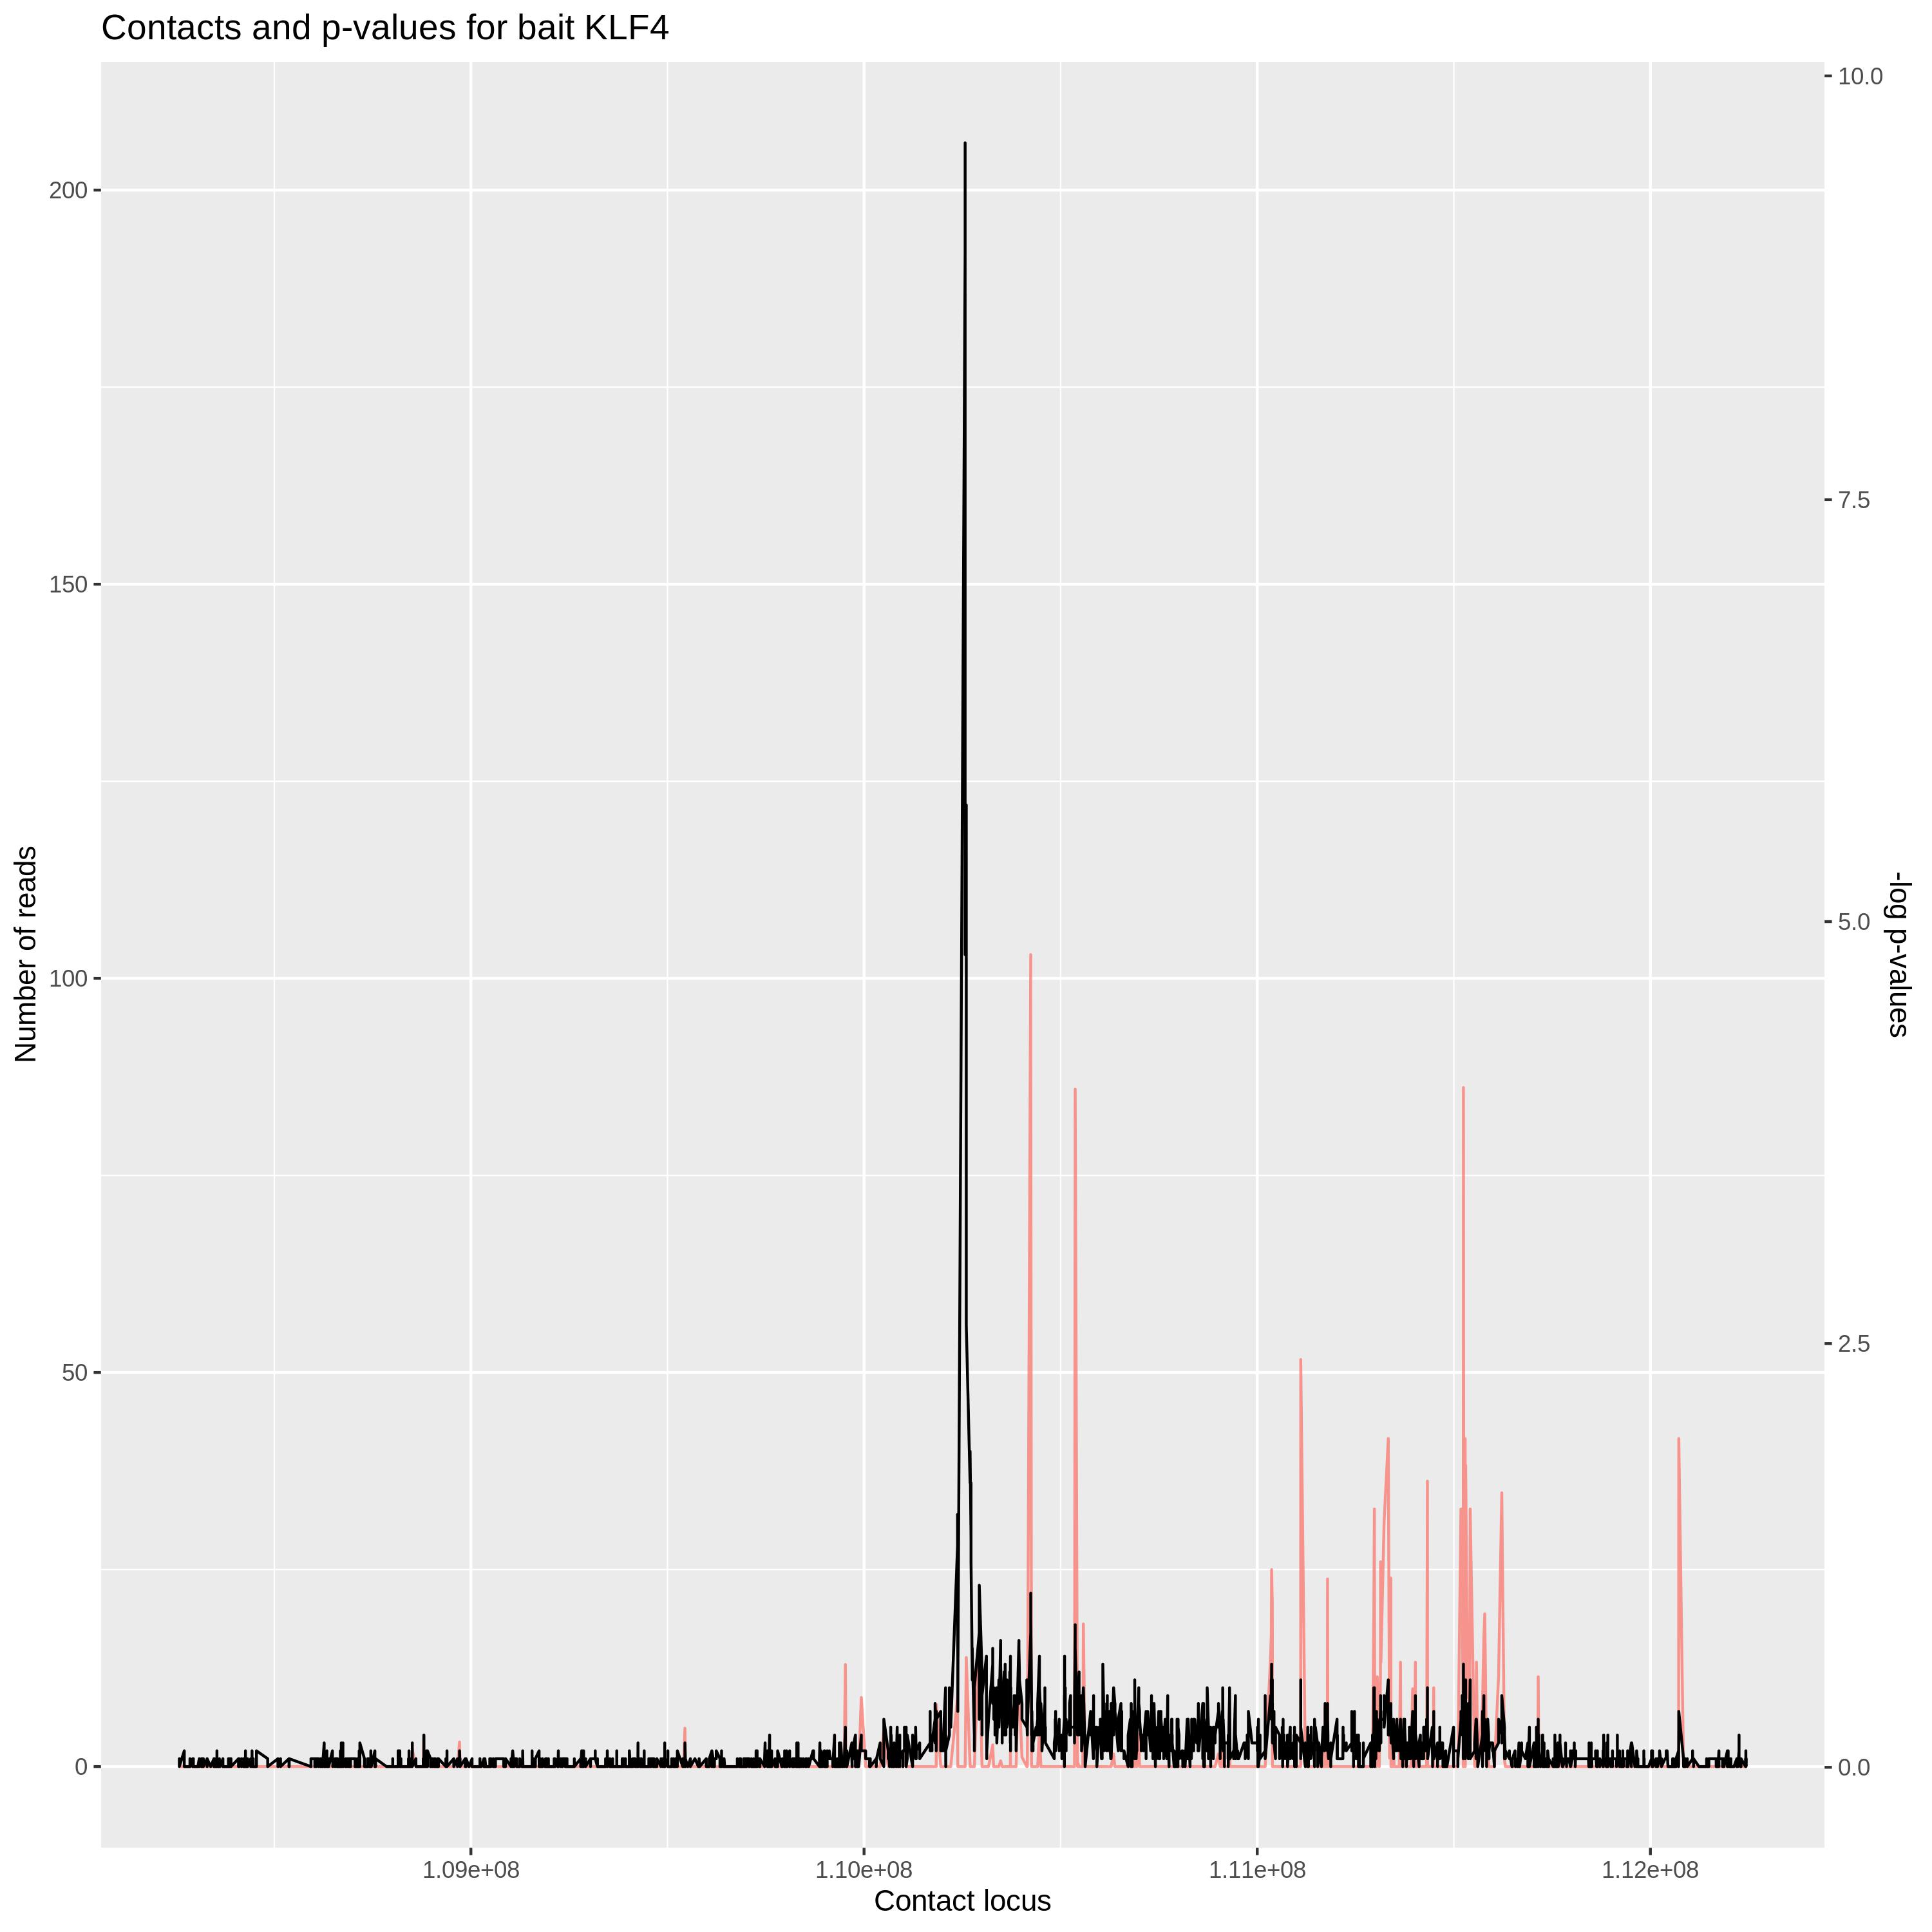 Contacts and p-values for bait KLF4
Number of reads
200
150
100
50
0
10.0
7.5
5.0
2.5
0.0
-log p-values
1.09e+08
1.10e+08
1.11e+08
1.12e+08
Contact locus